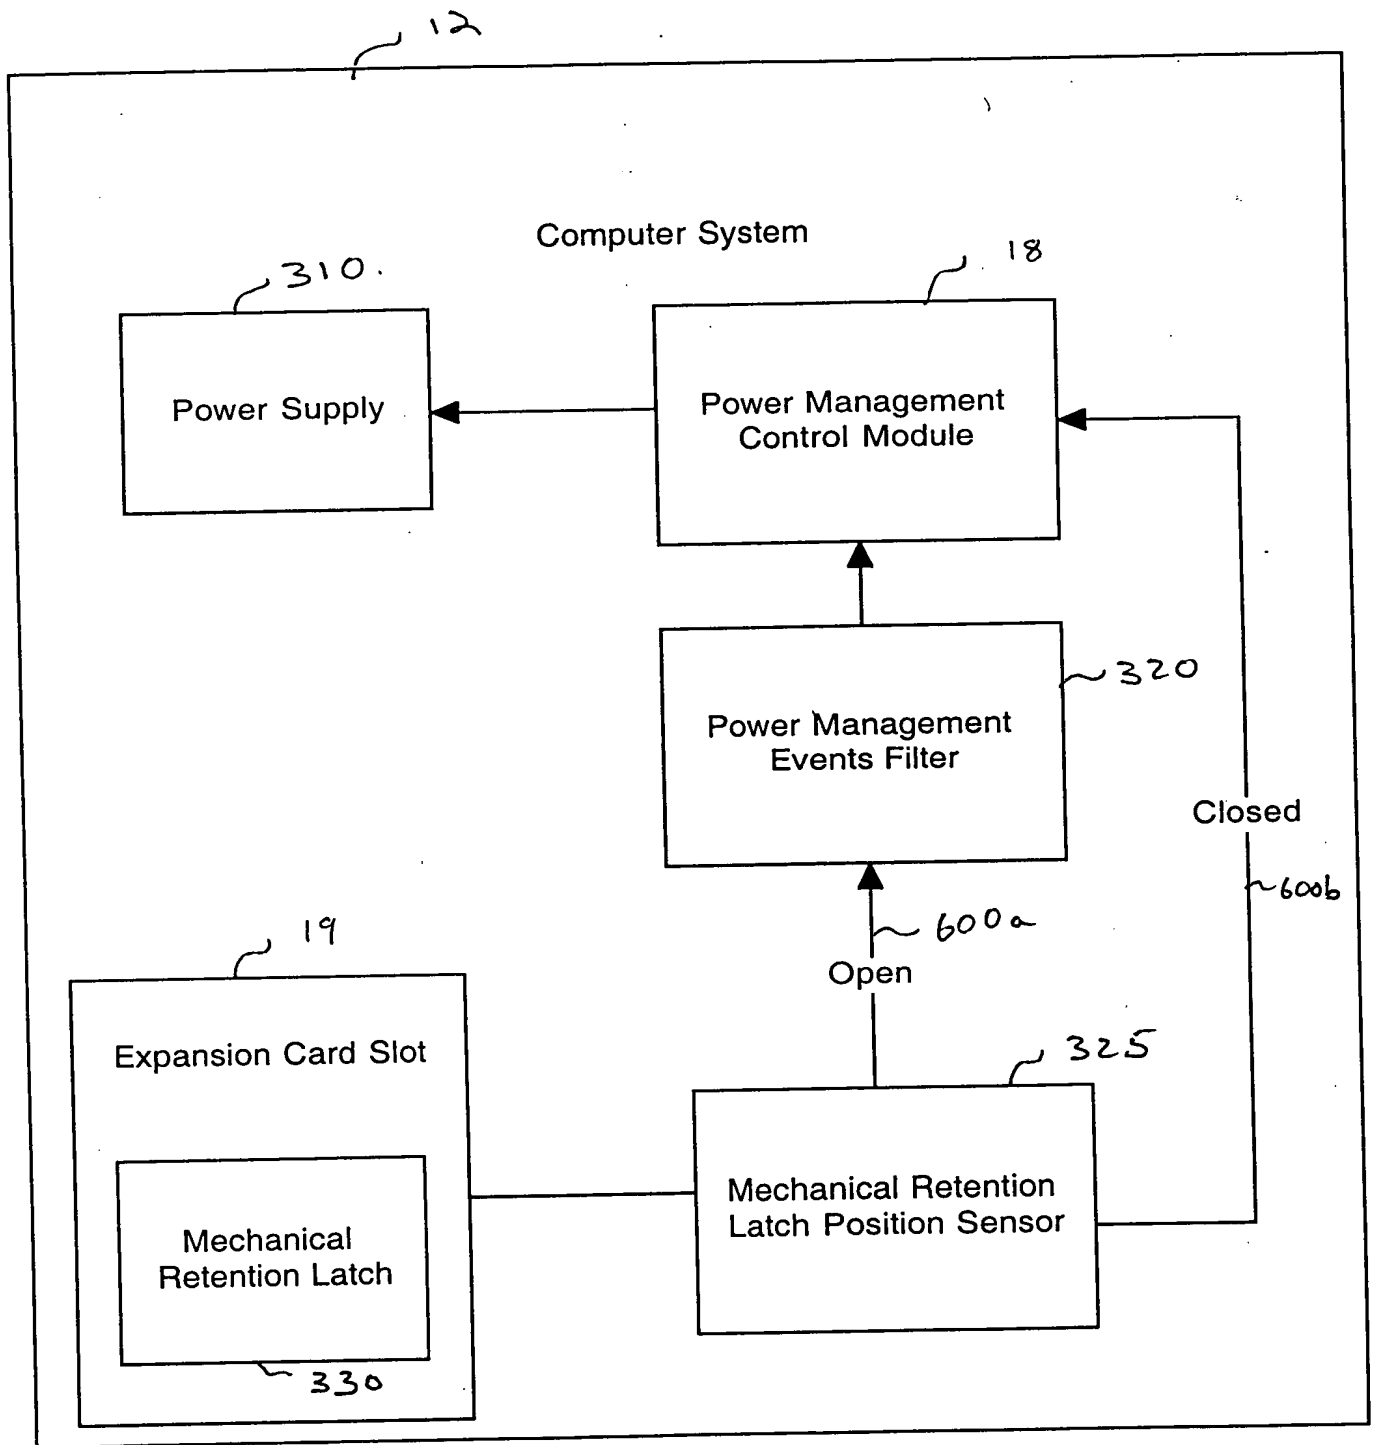 12
Computer System
310.
18
Power Supply
Power Management
Control Module
320
Power Management
Events Filter
Closed
600b
600a
Open
19
Expansion Card Slot
325
Mechanical Retention
Latch Position Sensor
Mechanical
Retention Latch
330